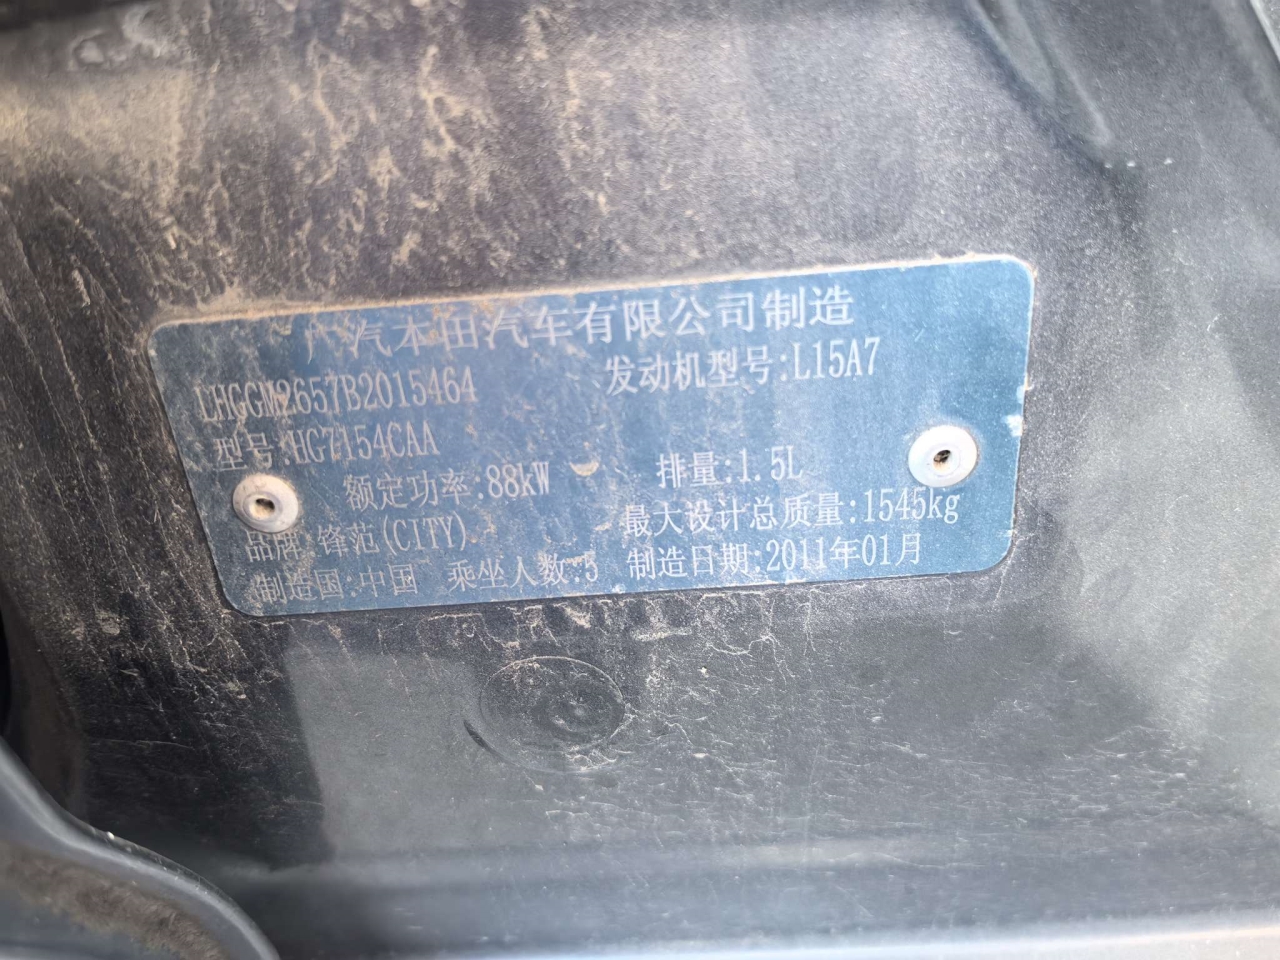 广汽本田汽车有限公司制造
LHGGM2657B2015464 发动机型号:L15A7
型号:HG7154CAA
额定功率:88kW 排量:1.5L
品牌:锋范(CITY) 最大设计总质量:1545kg
制造国:中国 乘坐人数:5 制造日期:2011年01月